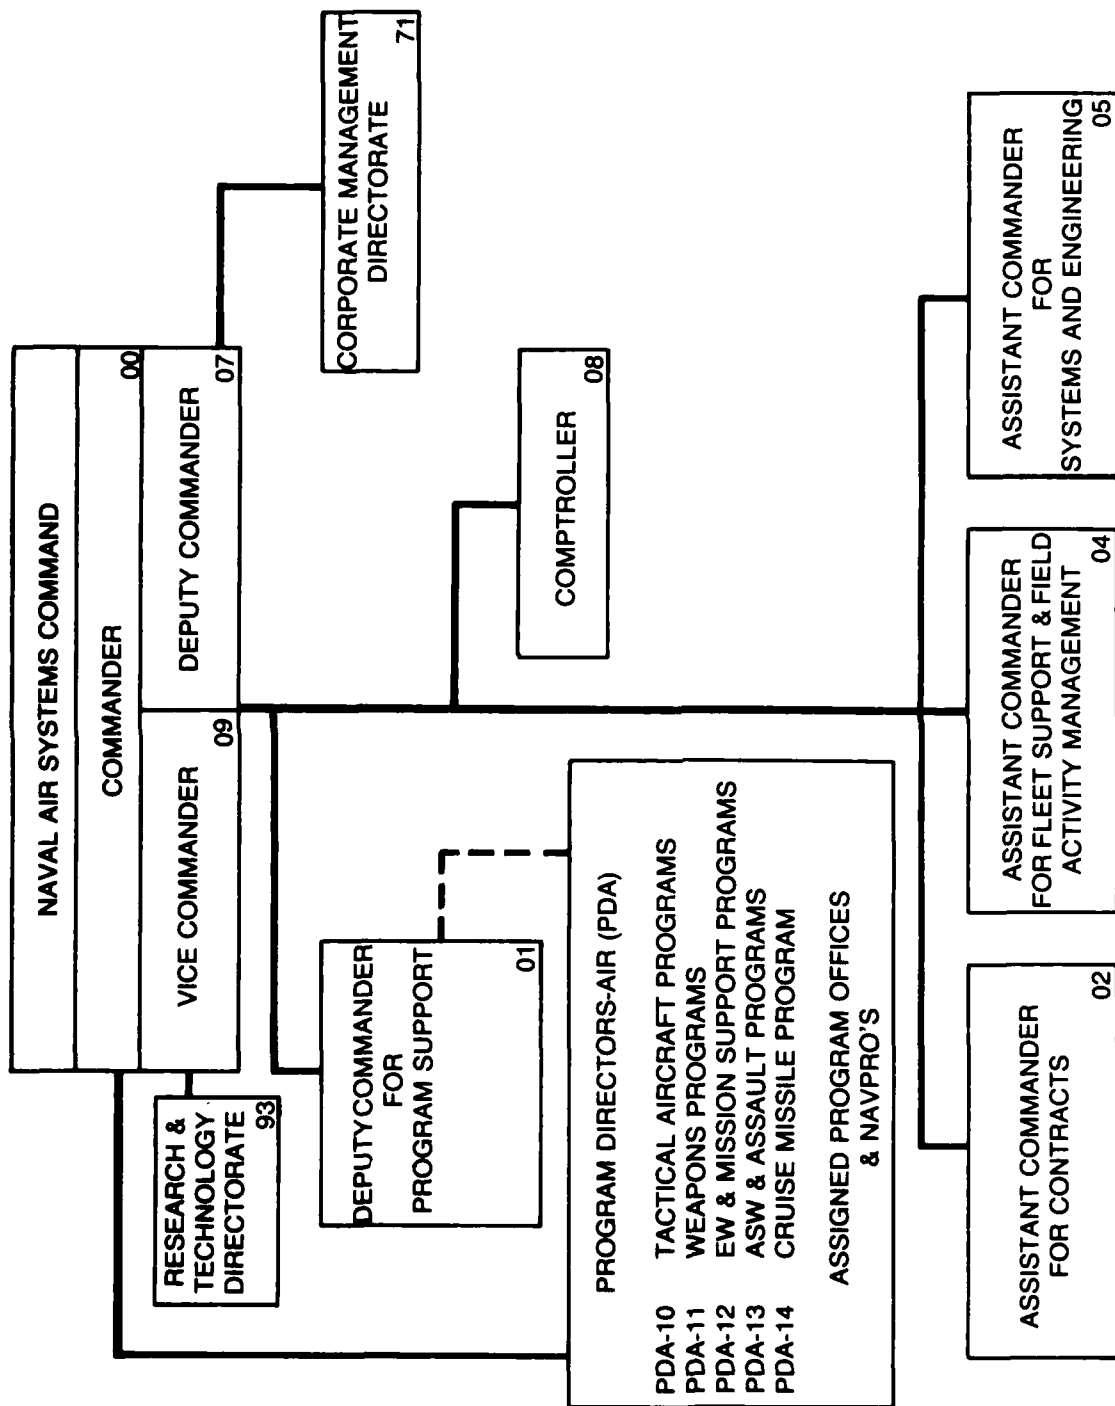 NAVAL AIR SYSTEMS COMMAND
COMMANDER
00
VICE COMMANDER
09
DEPUTY COMMANDER
07
RESEARCH &
TECHNOLOGY
DIRECTORATE
93
CORPORATE MANAGEMENT
DIRECTORATE
71
DEPUTY COMMANDER
FOR
PROGRAM SUPPORT
01
COMPTROLLER
08
PROGRAM DIRECTORS-AIR (PDA)
PDA-10 TACTICAL AIRCRAFT PROGRAMS
PDA-11 WEAPONS PROGRAMS
PDA-12 EW & MISSION SUPPORT PROGRAMS
PDA-13 ASW & ASSAULT PROGRAMS
PDA-14 CRUISE MISSILE PROGRAM
ASSIGNED PROGRAM OFFICES
& NAVPRO'S
ASSISTANT COMMANDER
FOR CONTRACTS
02
ASSISTANT COMMANDER
FOR FLEET SUPPORT & FIELD
ACTIVITY MANAGEMENT
04
ASSISTANT COMMANDER
FOR
SYSTEMS AND ENGINEERING
05